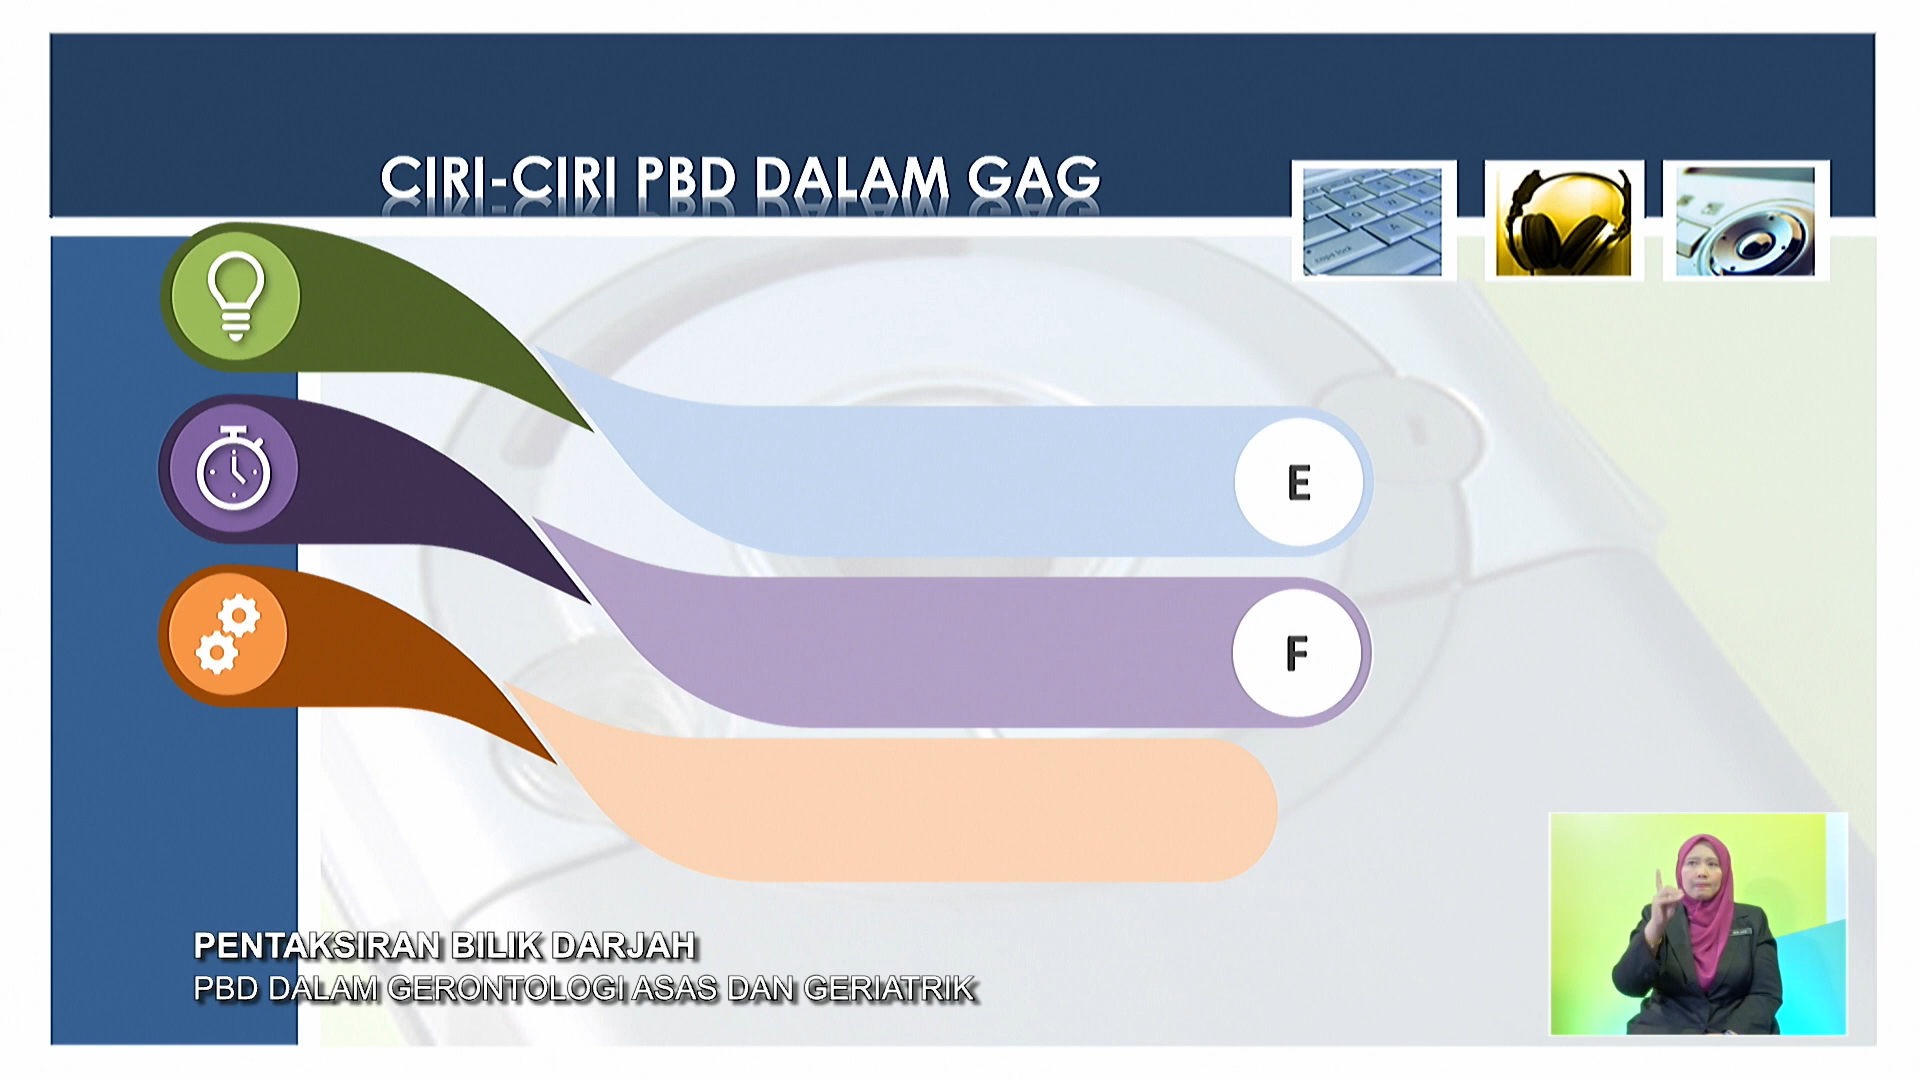 CIRI-CIRI PBD DALAM GAG
E
F
PENTAKSIRAN BILIK DARJAH
PBD DALAM GERONTOLOGI ASAS DAN GERIATRIK